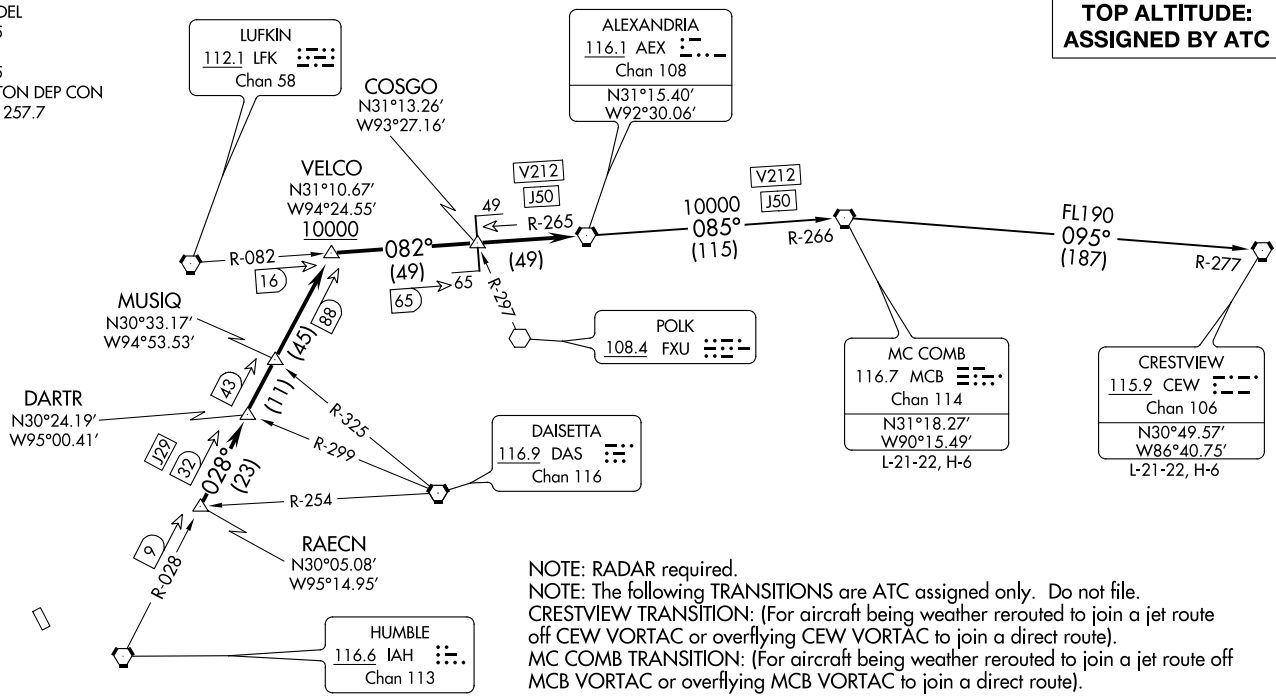 DEL
5
5
TON DEP CON
257.7
TOP ALTITUDE:
ASSIGNED BY ATC
LUFKIN
112.1 LFK
Chan 58
ALEXANDRIA
116.1 AEX
Chan 108
N31°15.40'
W92°30.06'
COSGO
N31°13.26'
W93°27.16'
VELCO
N31°10.67'
W94°24.55'
10000
V212
J50
V212
J50
49
R-265
10000
085°
(115)
R-266
FL190
095°
(187)
R-277
R-082
16
082°
(49)
65
65
(49)
R-297
MUSIQ
N30°33.17'
W94°53.53'
88
(45)
POLK
108.4 FXU
MC COMB
116.7 MCB
Chan 114
N31°18.27'
W90°15.49'
L-21-22, H-6
CRESTVIEW
115.9 CEW
Chan 106
N30°49.57'
W86°40.75'
L-21-22, H-6
43
(11)
R-325
DARTR
N30°24.19'
W95°00.41'
R-299
DAISETTA
116.9 DAS
Chan 116
J29
32
028°
(23)
R-254
RAECN
N30°05.08'
W95°14.95'
9
R-028
HUMBLE
116.6 IAH
Chan 113
NOTE: RADAR required.
NOTE: The following TRANSITIONS are ATC assigned only. Do not file.
CRESTVIEW TRANSITION: (For aircraft being weather rerouted to join a jet route
off CEW VORTAC or overflying CEW VORTAC to join a direct route).
MC COMB TRANSITION: (For aircraft being weather rerouted to join a jet route off
MCB VORTAC or overflying MCB VORTAC to join a direct route).